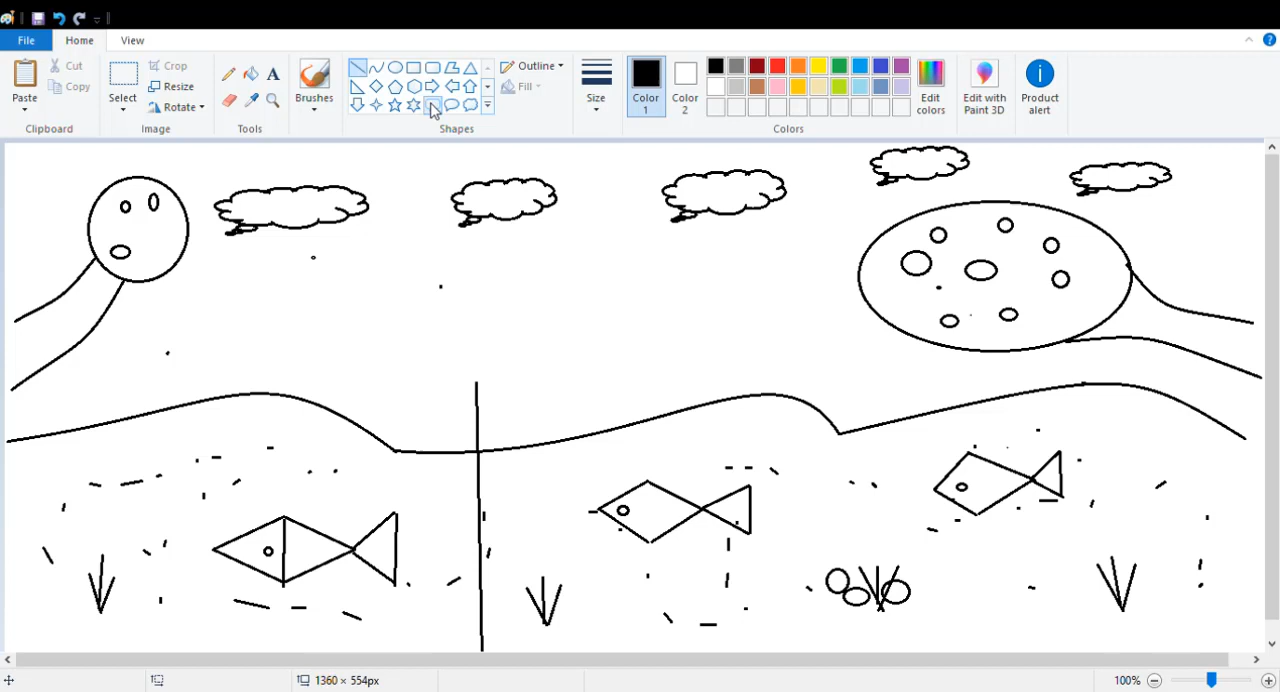 File Home View
Cut
Copy
Paste
Clipboard
Select
Crop
Resize
Rotate
Image
A
Tools
Brushes
Outline
Fill
Shapes
Size
Color
1
Color
2
Edit
colors
Colors
Edit with
Paint 3D
Product
alert
1360 × 554px
100%